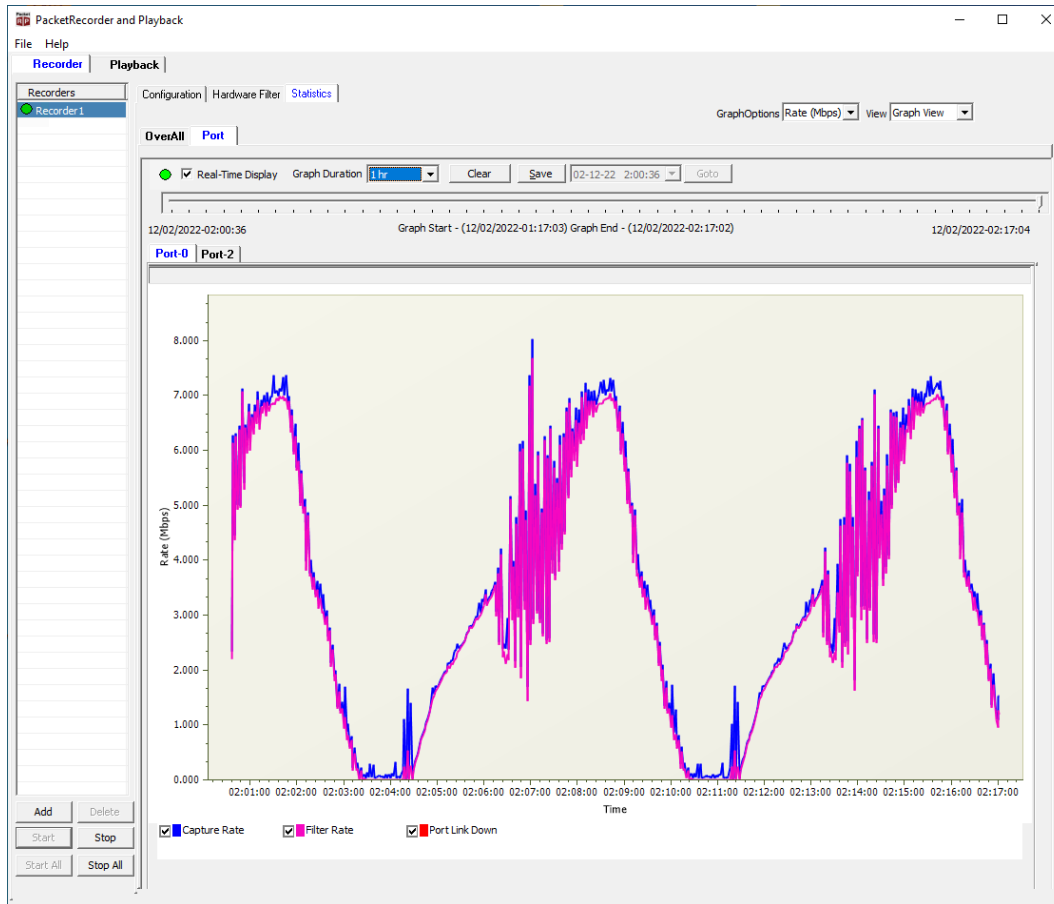 PacketRecorder and Playback
File Help
Recorder Playback
Recorders
Recorder1
Configuration Hardware Filter Statistics
GraphOptions Rate (Mbps) View Graph View
OverAll Port
Real-Time Display Graph Duration 1 hr Clear Save 02-12-22 2:00:36 Goto
12/02/2022-02:00:36 Graph Start - (12/02/2022-01:17:03) Graph End - (12/02/2022-02:17:02) 12/02/2022-02:17:04
Port-0 Port-2
8.000
7.000
6.000
5.000
4.000
3.000
2.000
1.000
0.000
Rate (Mbps)
02:01:00 02:02:00 02:03:00 02:04:00 02:05:00 02:06:00 02:07:00 02:08:00 02:09:00 02:10:00 02:11:00 02:12:00 02:13:00 02:14:00 02:15:00 02:16:00 02:17:00
Time
Capture Rate Filter Rate Port Link Down
Add Delete
Start Stop
Start All Stop All